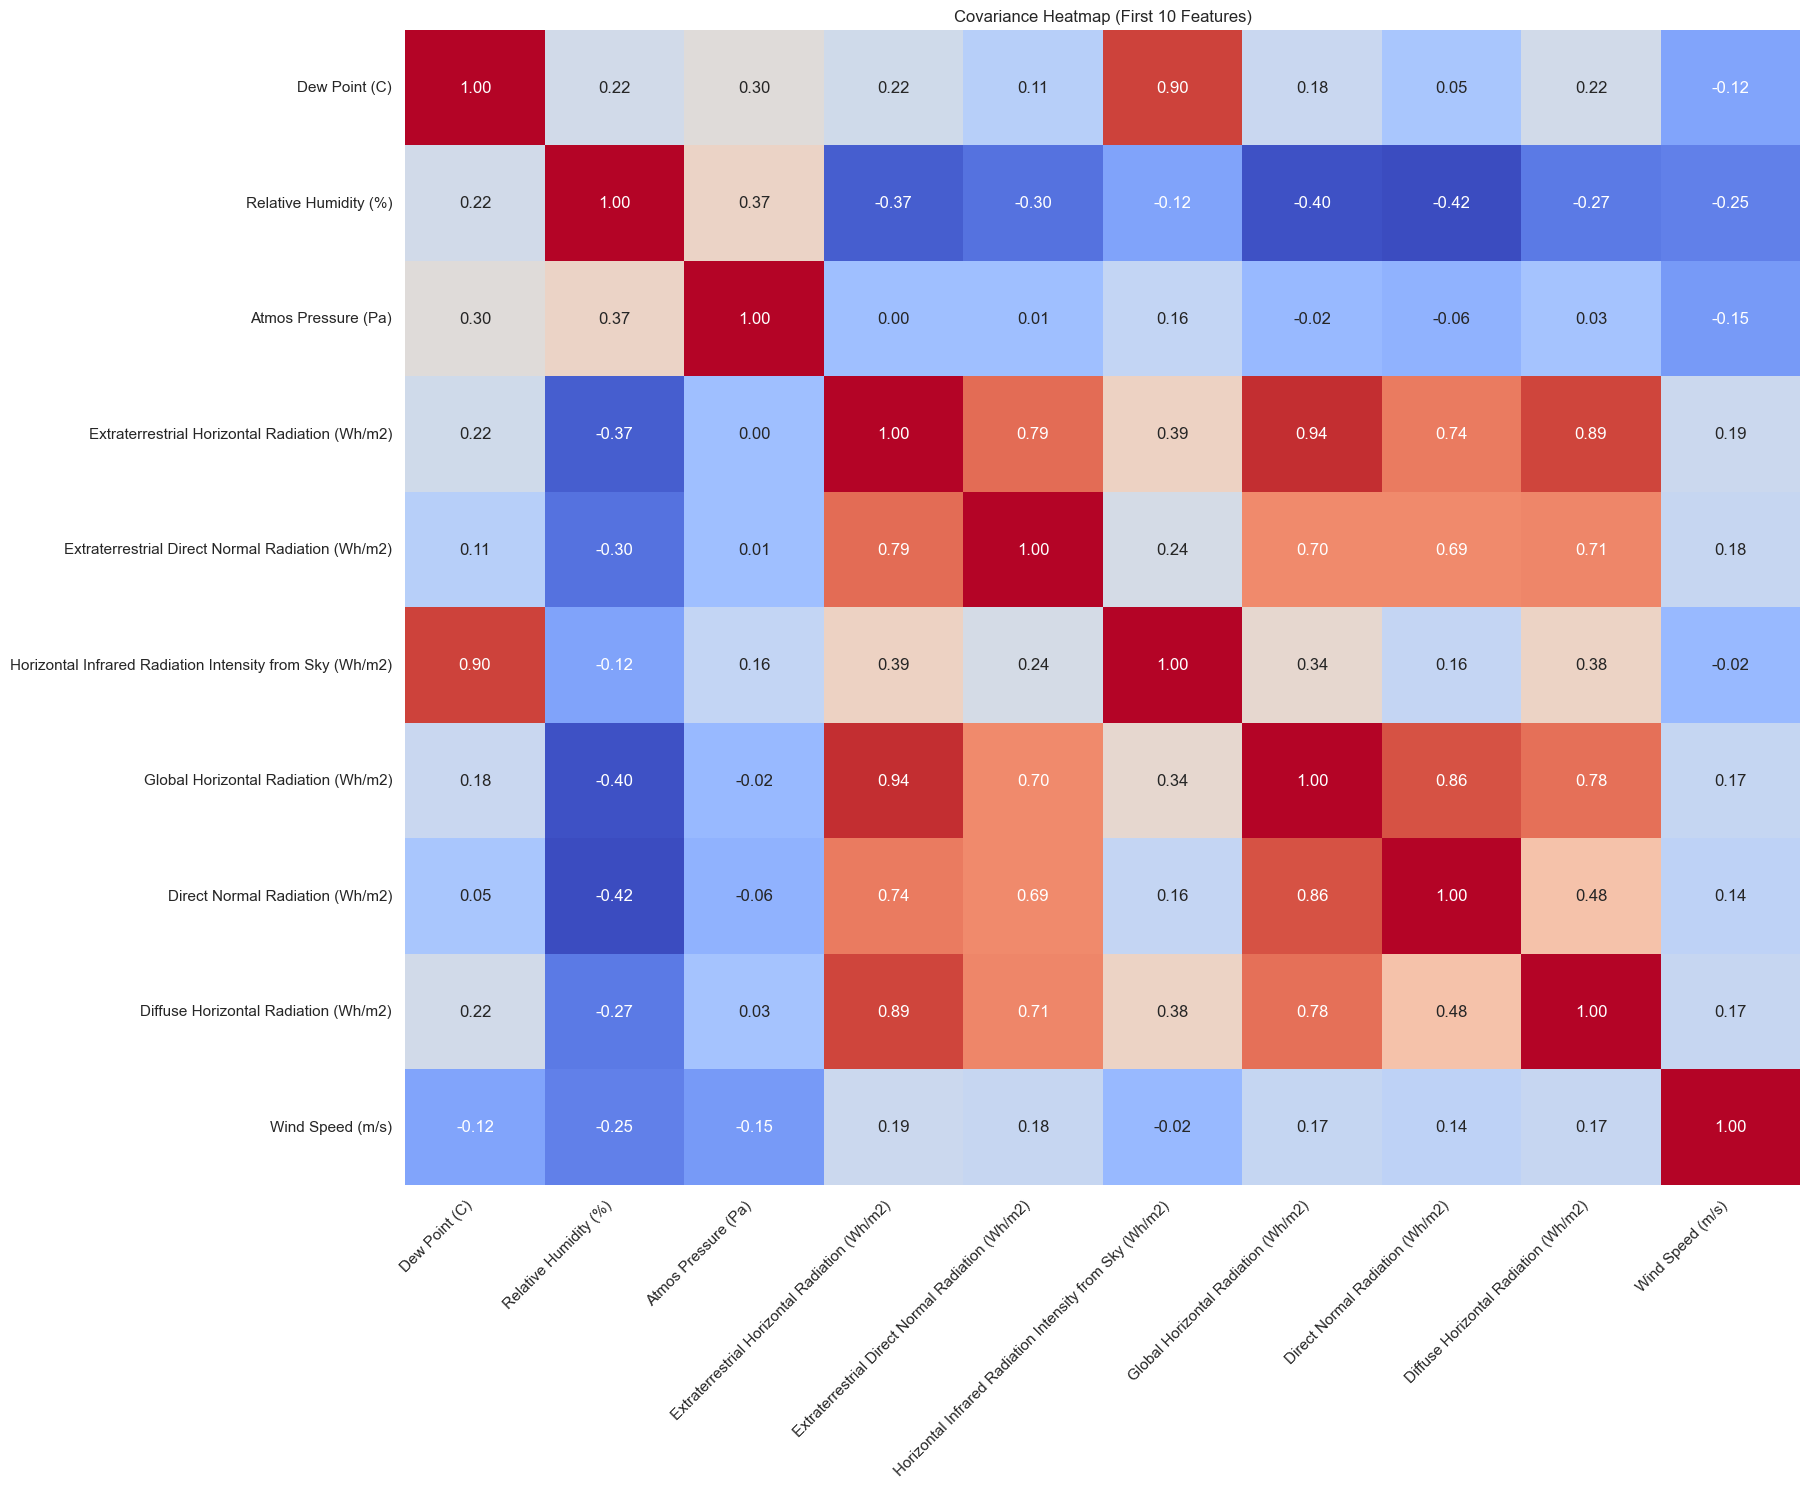 Covariance Heatmap (First 10 Features)
Dew Point (C) 1.00 0.22 0.30 0.22 0.11 0.90 0.18 0.05 0.22 -0.12
Relative Humidity (%) 0.22 1.00 0.37 -0.37 -0.30 -0.12 -0.40 -0.42 -0.27 -0.25
Atmos Pressure (Pa) 0.30 0.37 1.00 0.00 0.01 0.16 -0.02 -0.06 0.03 -0.15
Extraterrestrial Horizontal Radiation (Wh/m2) 0.22 -0.37 0.00 1.00 0.79 0.39 0.94 0.74 0.89 0.19
Extraterrestrial Direct Normal Radiation (Wh/m2) 0.11 -0.30 0.01 0.79 1.00 0.24 0.70 0.69 0.71 0.18
Horizontal Infrared Radiation Intensity from Sky (Wh/m2) 0.90 -0.12 0.16 0.39 0.24 1.00 0.34 0.16 0.38 -0.02
Global Horizontal Radiation (Wh/m2) 0.18 -0.40 -0.02 0.94 0.70 0.34 1.00 0.86 0.78 0.17
Direct Normal Radiation (Wh/m2) 0.05 -0.42 -0.06 0.74 0.69 0.16 0.86 1.00 0.48 0.14
Diffuse Horizontal Radiation (Wh/m2) 0.22 -0.27 0.03 0.89 0.71 0.38 0.78 0.48 1.00 0.17
Wind Speed (m/s) -0.12 -0.25 -0.15 0.19 0.18 -0.02 0.17 0.14 0.17 1.00
Dew Point (C)
Relative Humidity (%)
Atmos Pressure (Pa)
Extraterrestrial Horizontal Radiation (Wh/m2)
Extraterrestrial Direct Normal Radiation (Wh/m2)
Horizontal Infrared Radiation Intensity from Sky (Wh/m2)
Global Horizontal Radiation (Wh/m2)
Direct Normal Radiation (Wh/m2)
Diffuse Horizontal Radiation (Wh/m2)
Wind Speed (m/s)